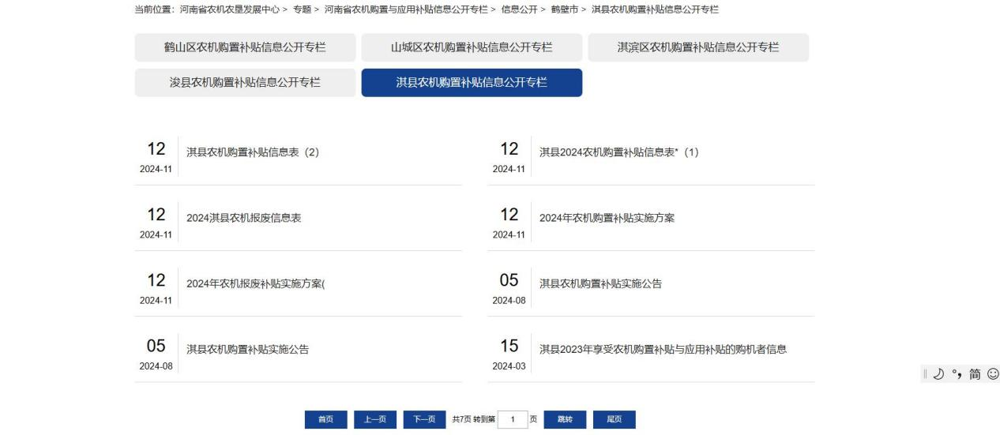 当前位置：河南省农机农垦发展中心 > 专题 > 河南省农机购置与应用补贴信息公开专栏 > 信息公开 > 鹤壁市 > 淇县农机购置补贴信息公开专栏
鹤山区农机购置补贴信息公开专栏 山城区农机购置补贴信息公开专栏 淇滨区农机购置补贴信息公开专栏
浚县农机购置补贴信息公开专栏 淇县农机购置补贴信息公开专栏
12
2024-11
淇县农机购置补贴信息表（2）
12
2024-11
淇县2024农机购置补贴信息表*（1）
12
2024-11
2024淇县农机报废信息表
12
2024-11
2024年农机购置补贴实施方案
12
2024-11
2024年农机报废补贴实施方案(
05
2024-08
淇县农机购置补贴实施公告
05
2024-08
淇县农机购置补贴实施公告
15
2024-03
淇县2023年享受农机购置补贴与应用补贴的购机者信息
简
首页 上一页 下一页 共7页 转到第 1 页 跳转 尾页